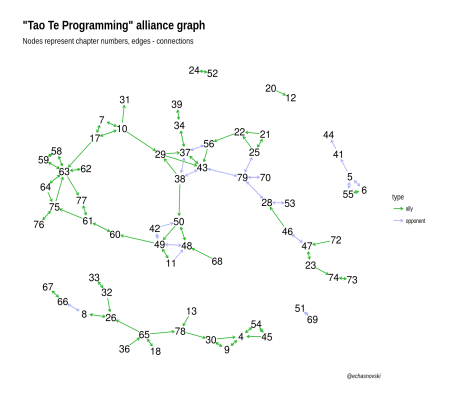 "Tao Te Programming" alliance graph
Nodes represent chapter numbers, edges - connections
24 52
20 12
31 39
7 10 34 44
17 56 22 21 41
58 29 37 25
59 63 62 43
38 79 70 5
64 77 55 6
75 28 53
76 61 50
42 46
60 49 48 47 72
11 68 23
74 73
67 33
66 32
8 26 13 51
69
65 78 54
30 4 45
36 18 9
type
ally
opponent
@echasnovski